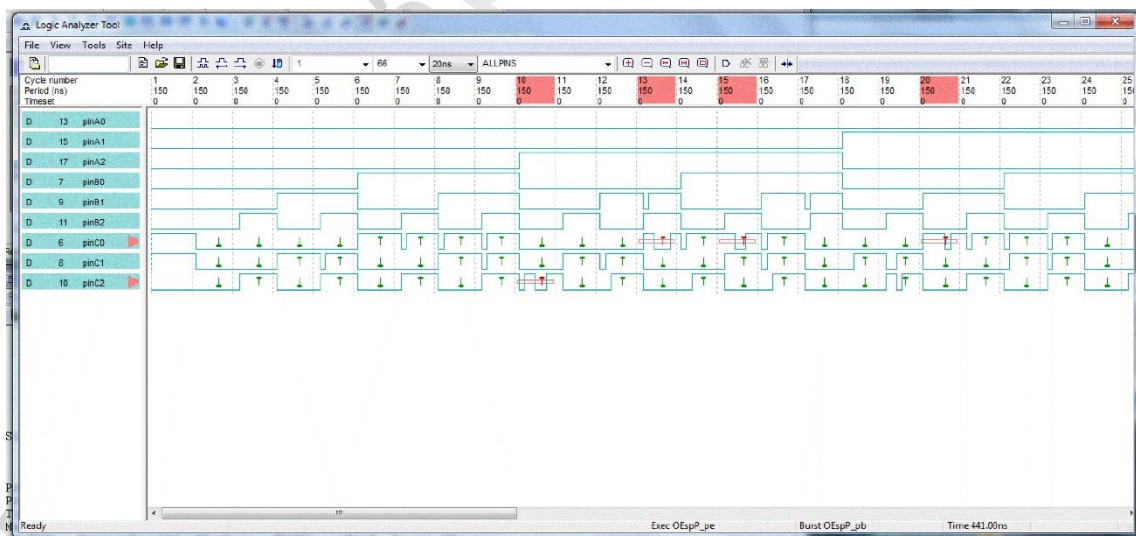 Logic Analyzer Tool
File View Tools Site Help
1 66 20ns ALLPINS
Cycle number 1 2 3 4 5 6 7 8 9 10 11 12 13 14 15 16 17 18 19 20 21 22 23 24 25
Period (ns) 150 150 150 150 150 150 150 150 150 150 150 150 150 150 150 150 150 150 150 150 150 150 150 150 150
Timeset 0 0 0 0 0 0 0 0 0 0 0 0 0 0 0 0 0 0 0 0 0 0 0 0 0
D 13 pinA0
D 15 pinA1
D 17 pinA2
D 7 pinB0
D 9 pinB1
D 11 pinB2
D 6 pinC0
D 8 pinC1
D 10 pinC2
Ready Exec OEspP_pe Burst OEspP_pb Time 441.00ns